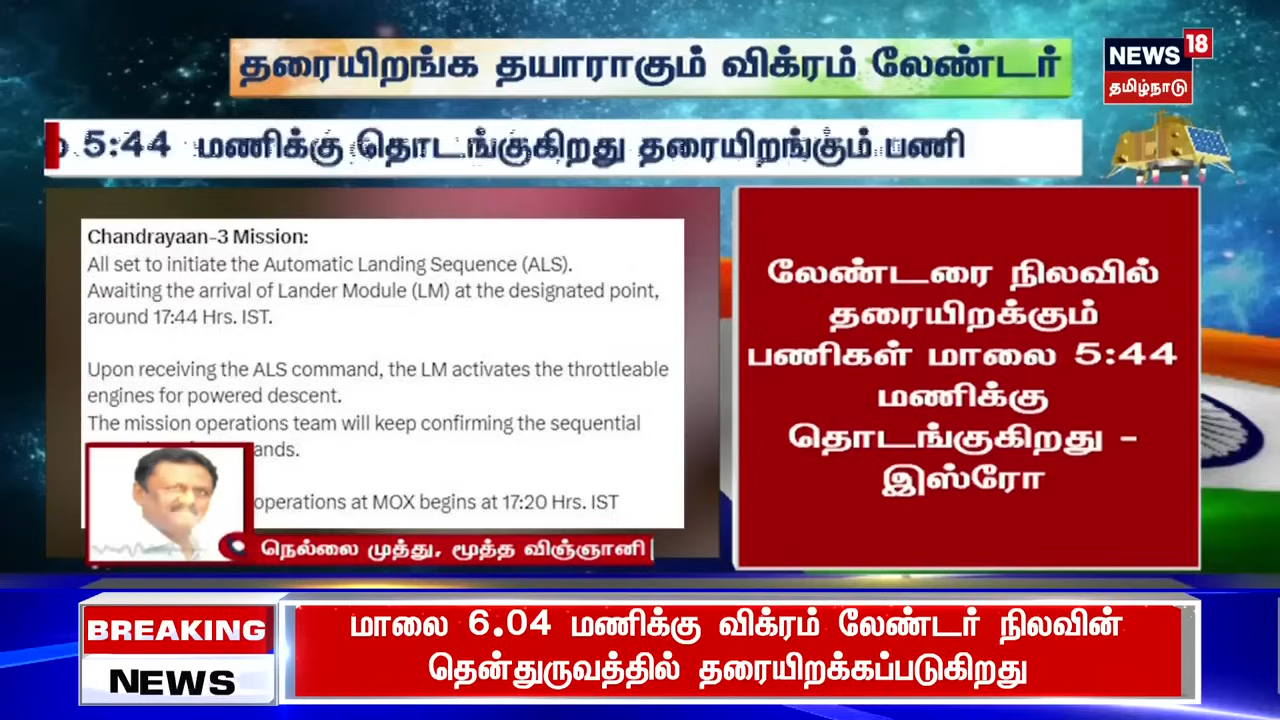 தரையிறங்க தயாராகும் விக்ரம் லேண்டர்
NEWS 18
தமிழ்நாடு
5:44 மணிக்கு தொடங்குகிறது தரையிறங்கும் பணி
Chandrayaan-3 Mission:
All set to initiate the Automatic Landing Sequence (ALS).
Awaiting the arrival of Lander Module (LM) at the designated point,
around 17:44 Hrs. IST.
Upon receiving the ALS command, the LM activates the throttleable
engines for powered descent.
The mission operations team will keep confirming the sequential
operations at MOX begins at 17:20 Hrs. IST
நெல்லை முத்து, மூத்த விஞ்ஞானி
லேண்டரை நிலவில்
தரையிறக்கும்
பணிகள் மாலை 5:44
மணிக்கு
தொடங்குகிறது -
இஸ்ரோ
BREAKING
NEWS
மாலை 6.04 மணிக்கு விக்ரம் லேண்டர் நிலவின்
தென்துருவத்தில் தரையிறக்கப்படுகிறது